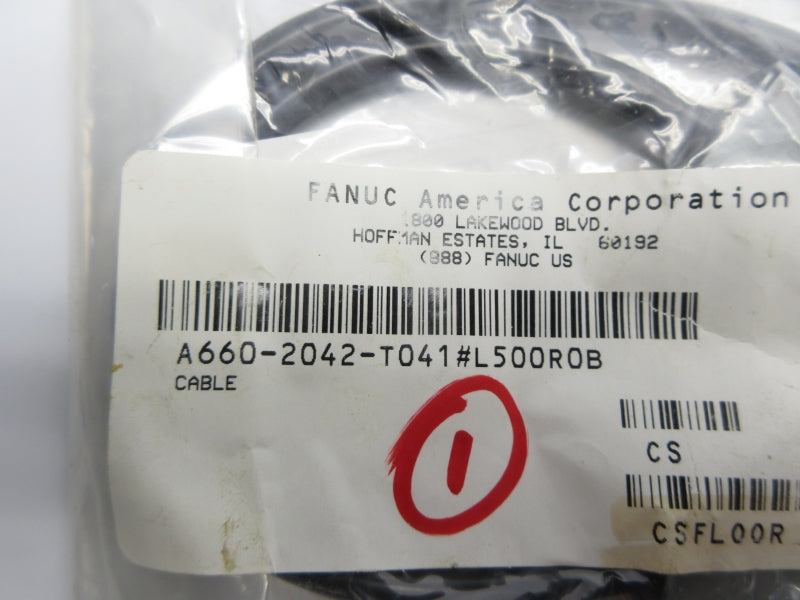 FANUC America Corporation
1800 LAKEWOOD BLVD.
HOFFMAN ESTATES, IL 60192
(888) FANUC US
A660-2042-T041#L500R0B
CABLE
1
CS
CSFLOOR